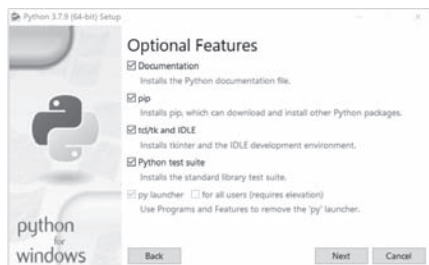 Python 3.7.9 (64-bit) Setup
Optional Features
Documentation
Installs the Python documentation file.
pip
Installs pip, which can download and install other Python packages.
tcl/tk and IDLE
Installs tkinter and the IDLE development environment.
Python test suite
Installs the standard library test suite.
py launcher for all users (requires elevation)
Use Programs and Features to remove the 'py' launcher.
python
for
windows
Back Next Cancel